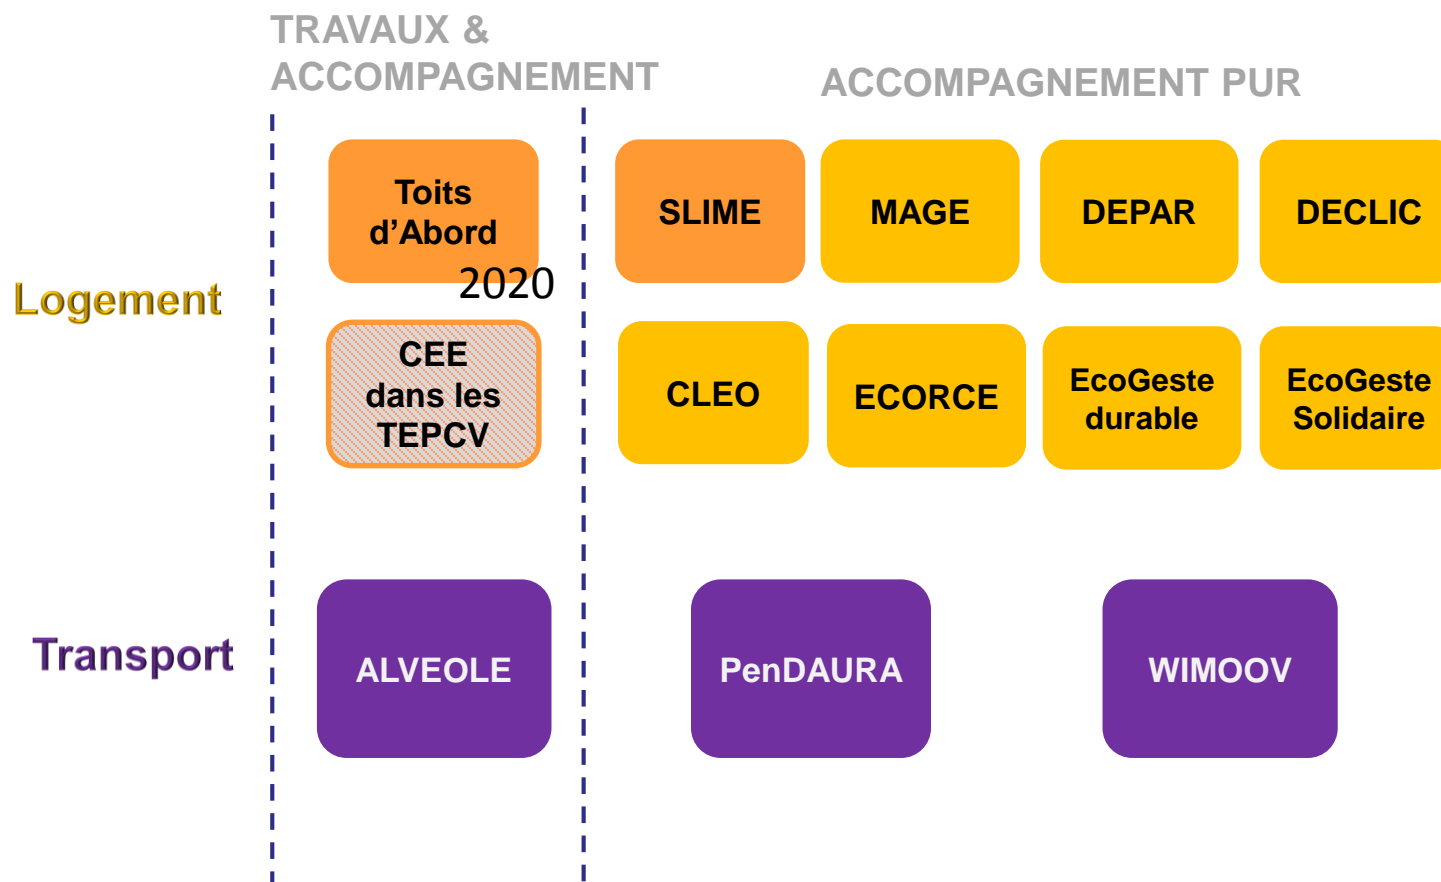 TRAVAUX &
ACCOMPAGNEMENT
ACCOMPAGNEMENT PUR
Logement
Toits
d’Abord
2020
SLIME
MAGE
DEPAR
DECLIC
CEE
dans les
TEPCV
CLEO
ECORCE
EcoGeste
durable
EcoGeste
Solidaire
Transport
ALVEOLE
PenDAURA
WIMOOV